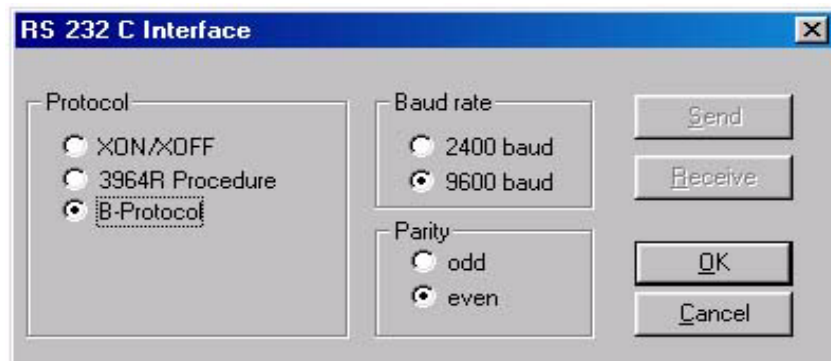 RS 232 C Interface
Protocol
XON/XOFF
3964R Procedure
B-Protocol
Baud rate
2400 baud
9600 baud
Parity
odd
even
Send
Receive
OK
Cancel